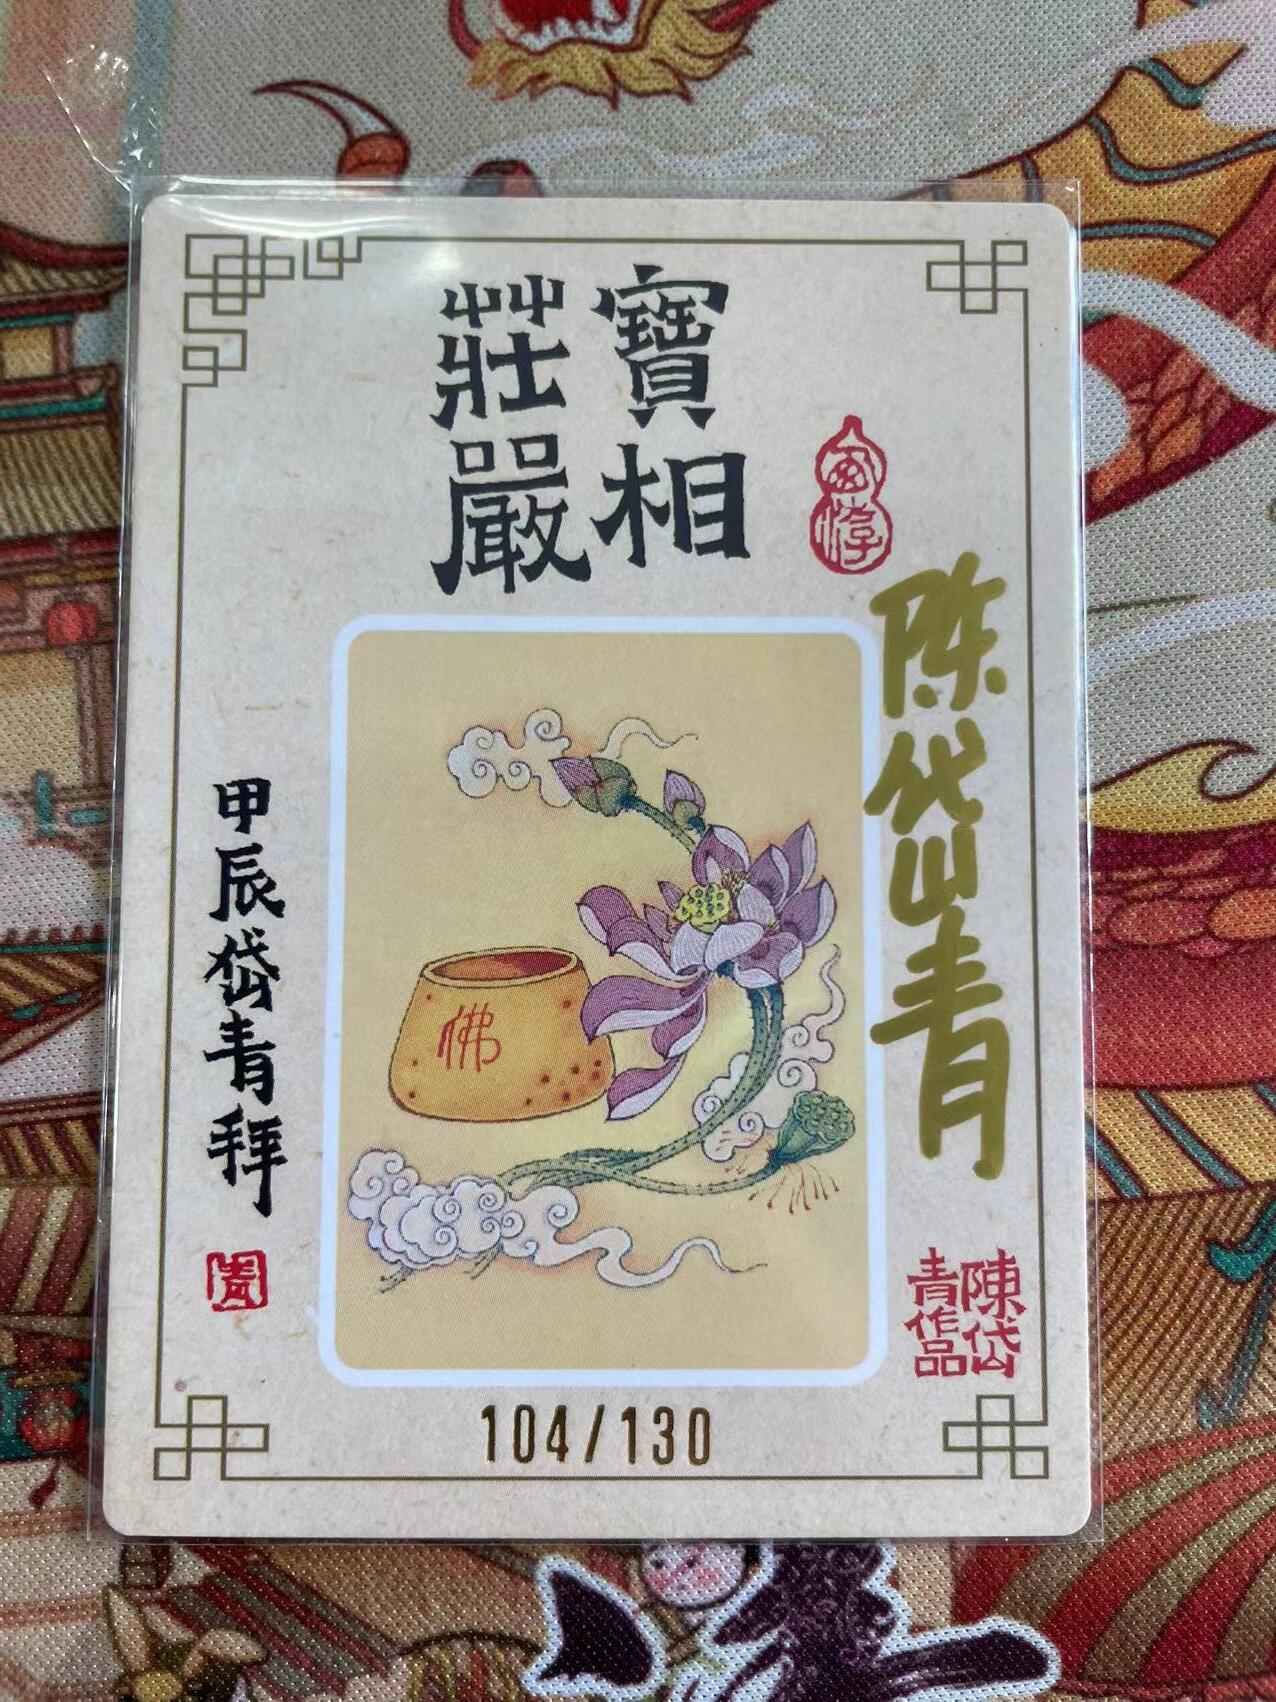 寶相
莊嚴
陈岱青
甲辰岱青拜
佛
陳岱
青作品
104/130